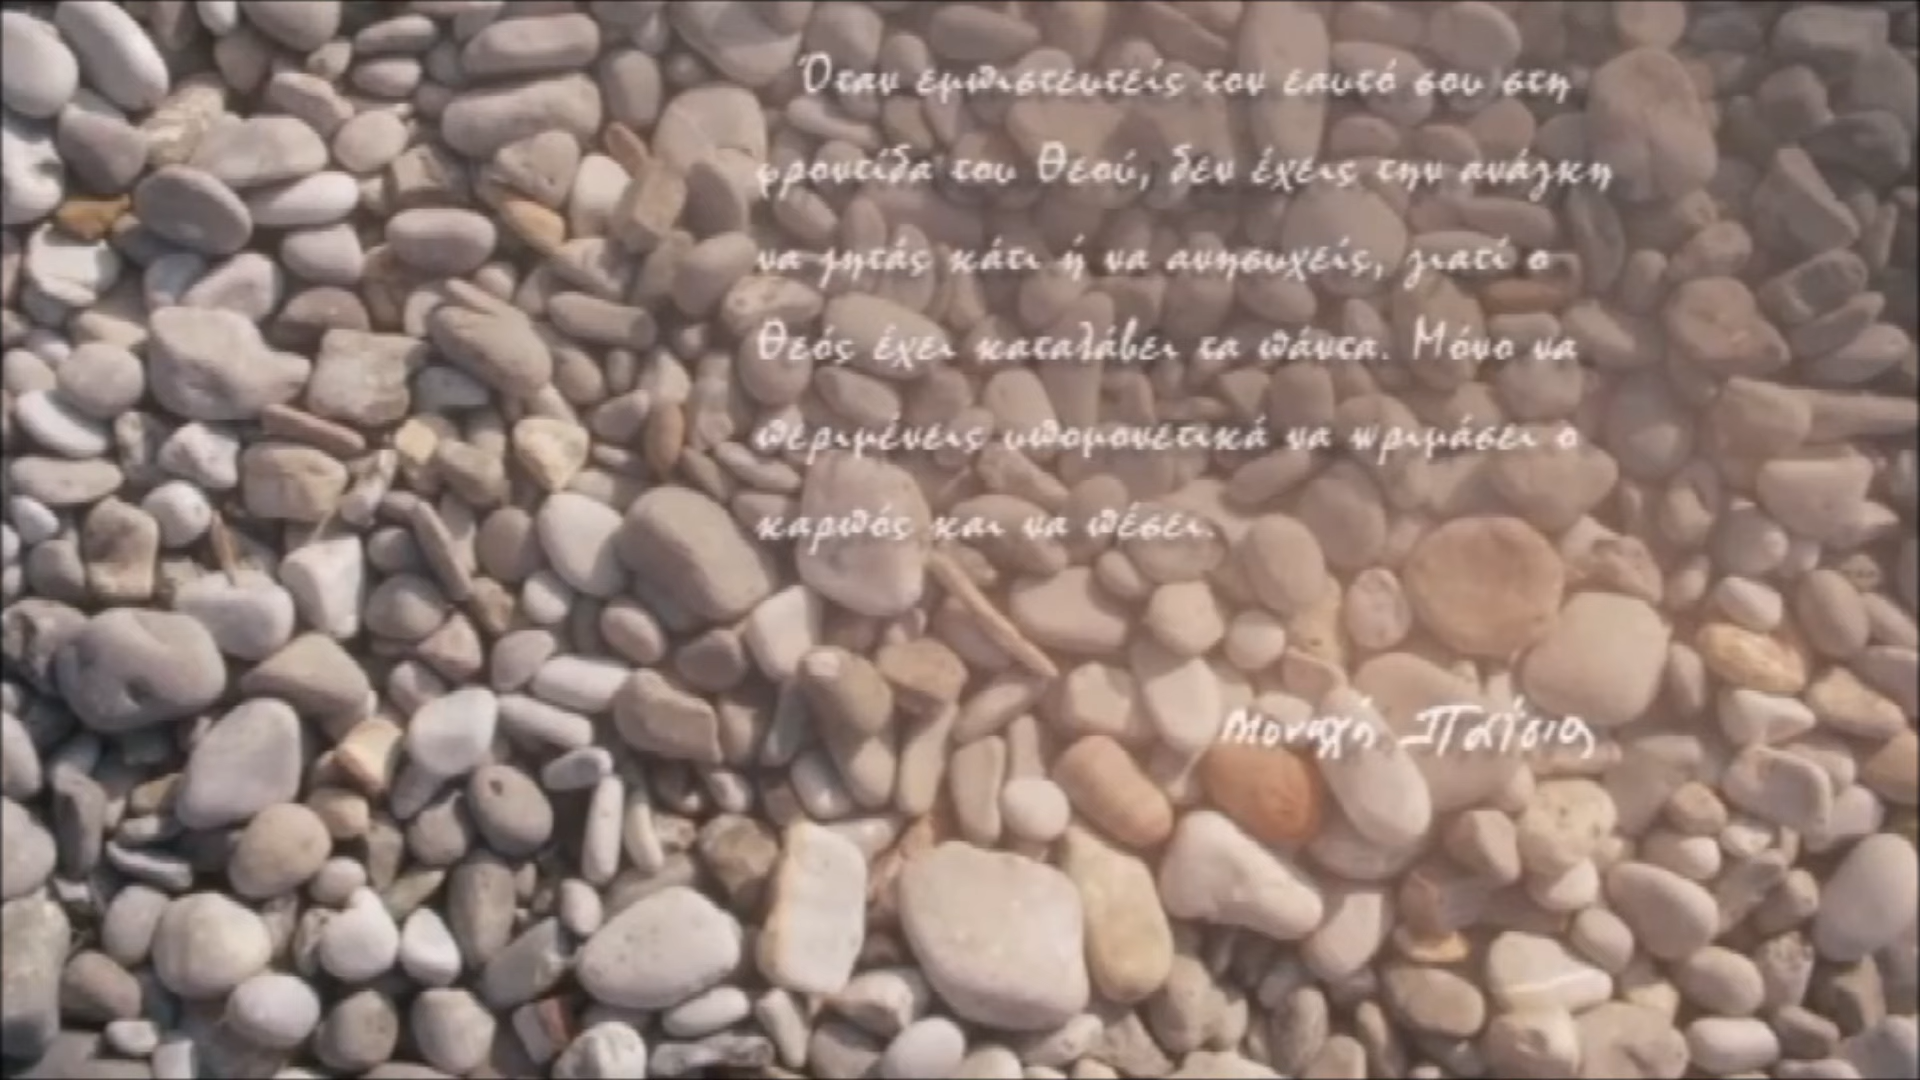 Όταν εμπιστευτείς τον εαυτό σου στη
φροντίδα του Θεού, δεν έχεις την ανάγκη
να ζητάς κάτι ή να ανησυχείς, γιατί ο
Θεός έχει καταλάβει τα πάντα. Μόνο να
περιμένεις υπομονετικά να ωριμάσει ο
καρπός και να πέσει.
Μοναχή Παϊσία